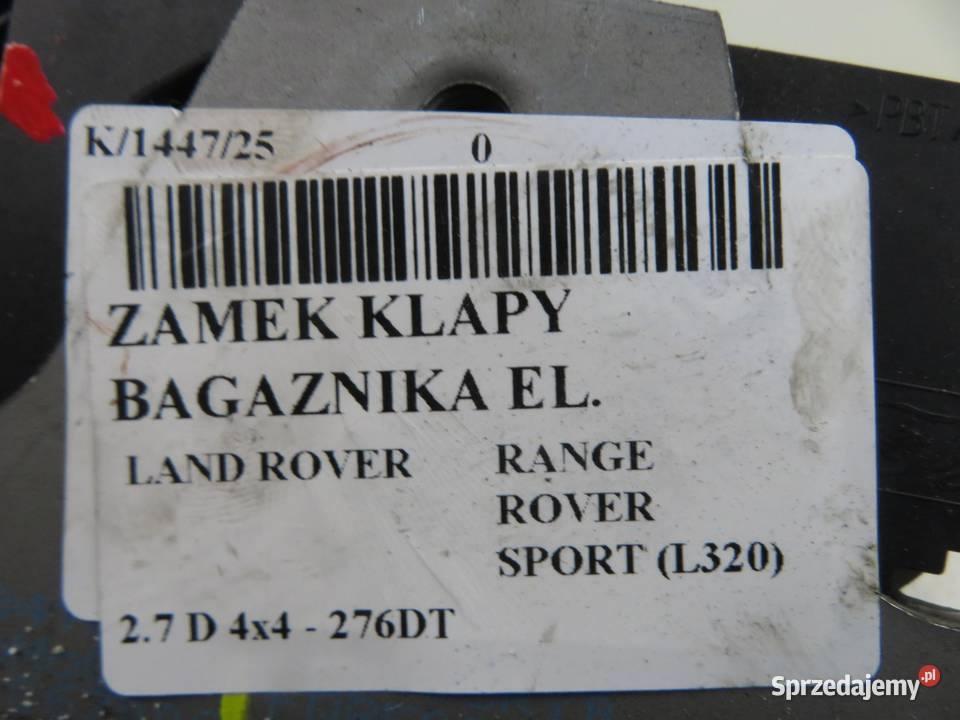 >PBT
K/1447/25 0
ZAMEK KLAPY
BAGAZNIKA EL.
LAND ROVER RANGE
ROVER
SPORT (L320)
2.7 D 4x4 - 276DT
Sprzedajemy.pl